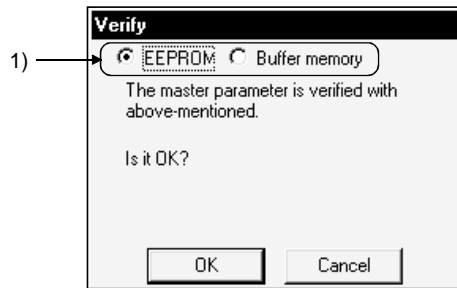 Verify
1)
EEPROM Buffer memory
The master parameter is verified with
above-mentioned.
Is it OK?
OK Cancel